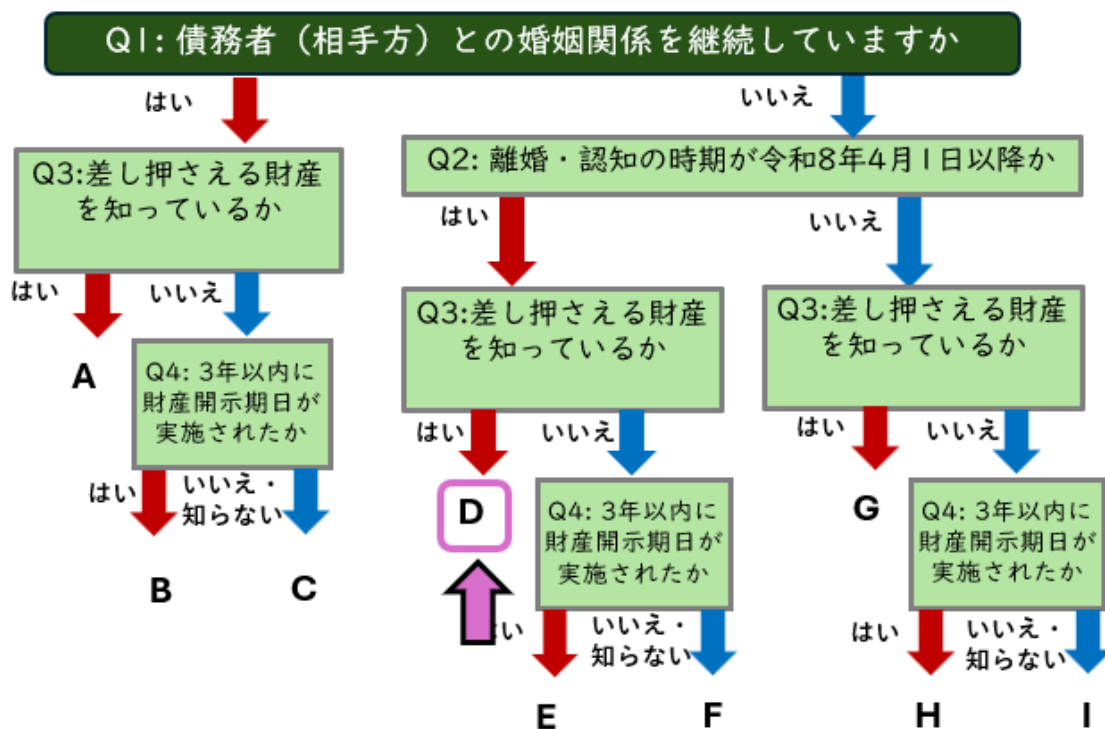 Q1: 債務者（相手方）との婚姻関係を継続していますか
はい
いいえ
Q3:差し押さえる財産
を知っているか
はい
いいえ
A
Q4: 3年以内に
財産開示期日が
実施されたか
はい
いいえ・
知らない
B
C
Q2: 離婚・認知の時期が令和8年4月1日以降か
はい
いいえ
Q3:差し押さえる財産
を知っているか
はい
いいえ
D
Q4: 3年以内に
財産開示期日が
実施されたか
はい
いいえ・
知らない
E
F
Q3:差し押さえる財産
を知っているか
はい
いいえ
G
Q4: 3年以内に
財産開示期日が
実施されたか
はい
いいえ・
知らない
H
I